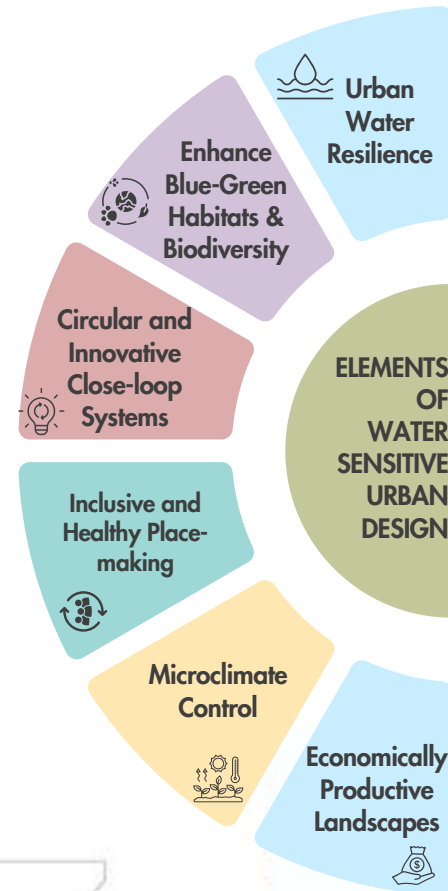 Urban
Water
Resilience
Enhance
Blue-Green
Habitats &
Biodiversity
Circular and
Innovative
Close-loop
Systems
ELEMENTS
OF
WATER
SENSITIVE
URBAN
DESIGN
Inclusive and
Healthy Place-
making
Microclimate
Control
Economically
Productive
Landscapes
$